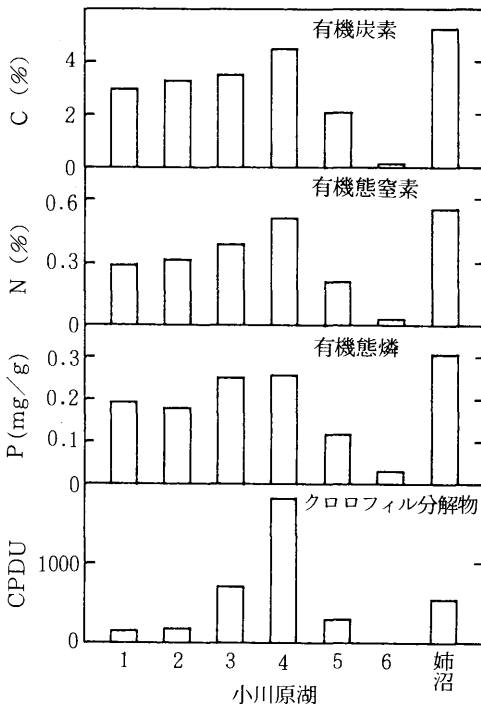 有機炭素
C (%)
4
2
0
有機態窒素
N (%)
0.6
0.3
0
有機態燐
P(mg/g)
0.3
0.2
0.1
0
クロロフィル分解物
CPDU
1000
0
1 2 3 4 5 6 姉沼
小川原湖